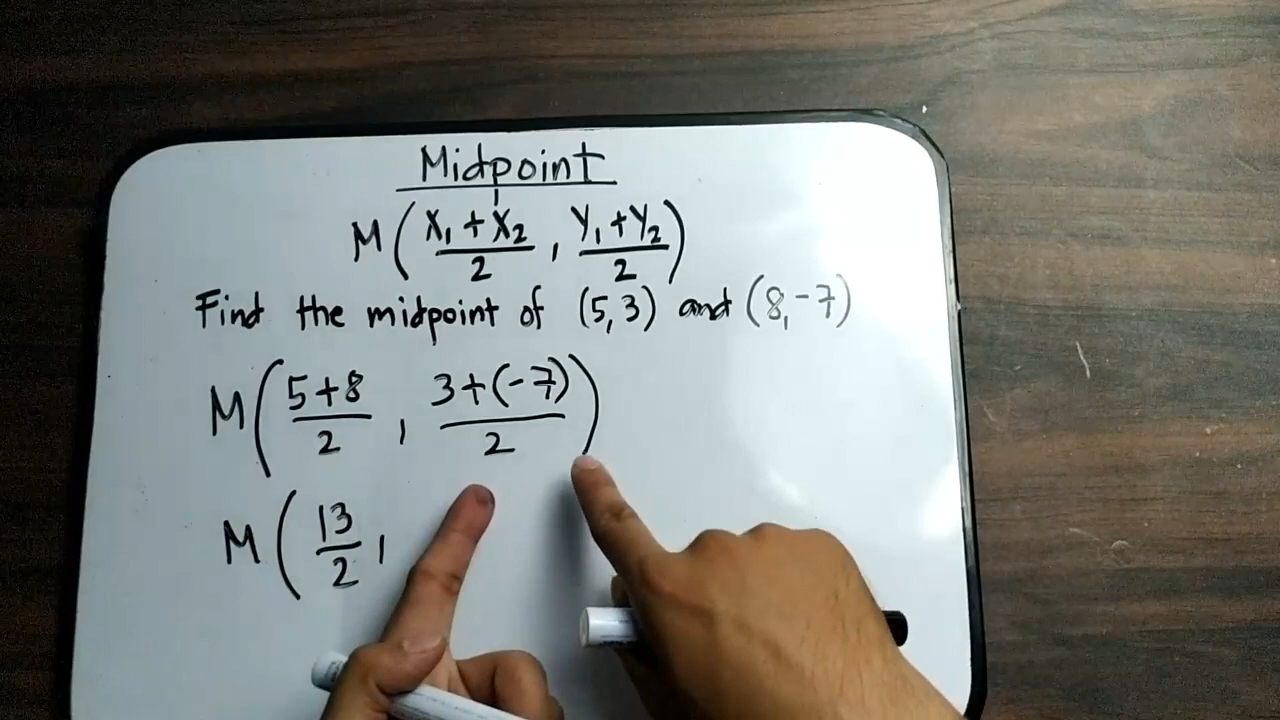 Midpoint
M(X₁+X₂/2, Y₁+Y₂/2)
Find the midpoint of (5,3) and (8,-7)
M(5+8/2, 3+(-7)/2)
M(13/2,